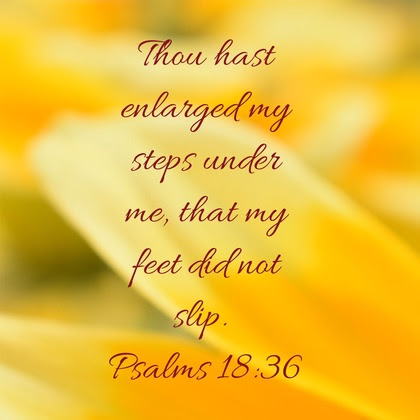 Thou hast
enlarged my
steps under
me, that my
feet did not
slip.
Psalms 18:36